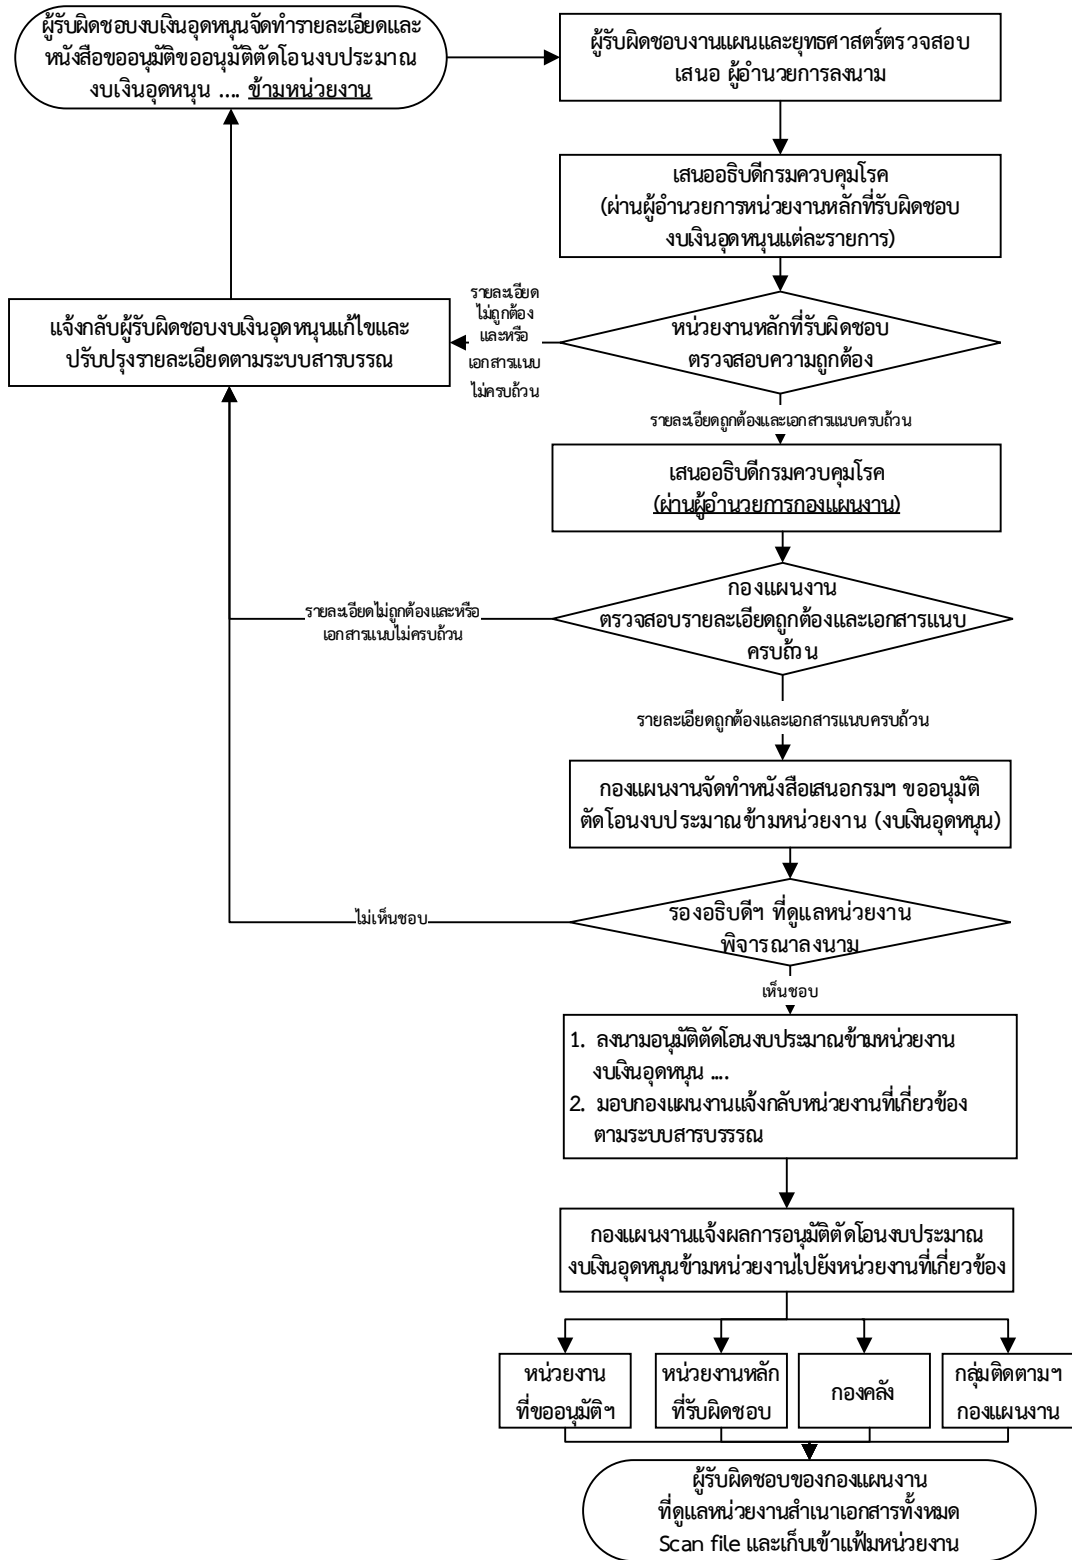 ผู้รับผิดชอบงบเงินอุดหนุนจัดทำรายละเอียดและ
หนังสือขออนุมัติขออนุมัติตัดโอนงบประมาณ
งบเงินอุดหนุน .... ข้ามหน่วยงาน
ผู้รับผิดชอบงานแผนและยุทธศาสตร์ตรวจสอบ
เสนอ ผู้อำนวยการลงนาม
เสนออธิบดีกรมควบคุมโรค
(ผ่านผู้อำนวยการหน่วยงานหลักที่รับผิดชอบ
งบเงินอุดหนุนแต่ละรายการ)
แจ้งกลับผู้รับผิดชอบงบเงินอุดหนุนแก้ไขและ
ปรับปรุงรายละเอียดตามระบบสารบรรณ
รายละเอียด
ไม่ถูกต้อง
และหรือ
เอกสารแนบ
ไม่ครบถ้วน
หน่วยงานหลักที่รับผิดชอบ
ตรวจสอบความถูกต้อง
รายละเอียดถูกต้องและเอกสารแนบครบถ้วน
เสนออธิบดีกรมควบคุมโรค
(ผ่านผู้อำนวยการกองแผนงาน)
รายละเอียดไม่ถูกต้องและหรือ
เอกสารแนบไม่ครบถ้วน
กองแผนงาน
ตรวจสอบรายละเอียดถูกต้องและเอกสารแนบ
ครบถ้วน
รายละเอียดถูกต้องและเอกสารแนบครบถ้วน
กองแผนงานจัดทำหนังสือเสนอกรมฯ ขออนุมัติ
ตัดโอนงบประมาณข้ามหน่วยงาน (งบเงินอุดหนุน)
ไม่เห็นชอบ
รองอธิบดีฯ ที่ดูแลหน่วยงาน
พิจารณาลงนาม
เห็นชอบ
1. ลงนามอนุมัติตัดโอนงบประมาณข้ามหน่วยงาน
งบเงินอุดหนุน ....
2. มอบกองแผนงานแจ้งกลับหน่วยงานที่เกี่ยวข้อง
ตามระบบสารบรรรณ
กองแผนงานแจ้งผลการอนุมัติตัดโอนงบประมาณ
งบเงินอุดหนุนข้ามหน่วยงานไปยังหน่วยงานที่เกี่ยวข้อง
หน่วยงาน
ที่ขออนุมัติฯ
หน่วยงานหลัก
ที่รับผิดชอบ
กองคลัง
กลุ่มติดตามฯ
กองแผนงาน
ผู้รับผิดชอบของกองแผนงาน
ที่ดูแลหน่วยงานสำเนาเอกสารทั้งหมด
Scan file และเก็บเข้าแฟ้มหน่วยงาน